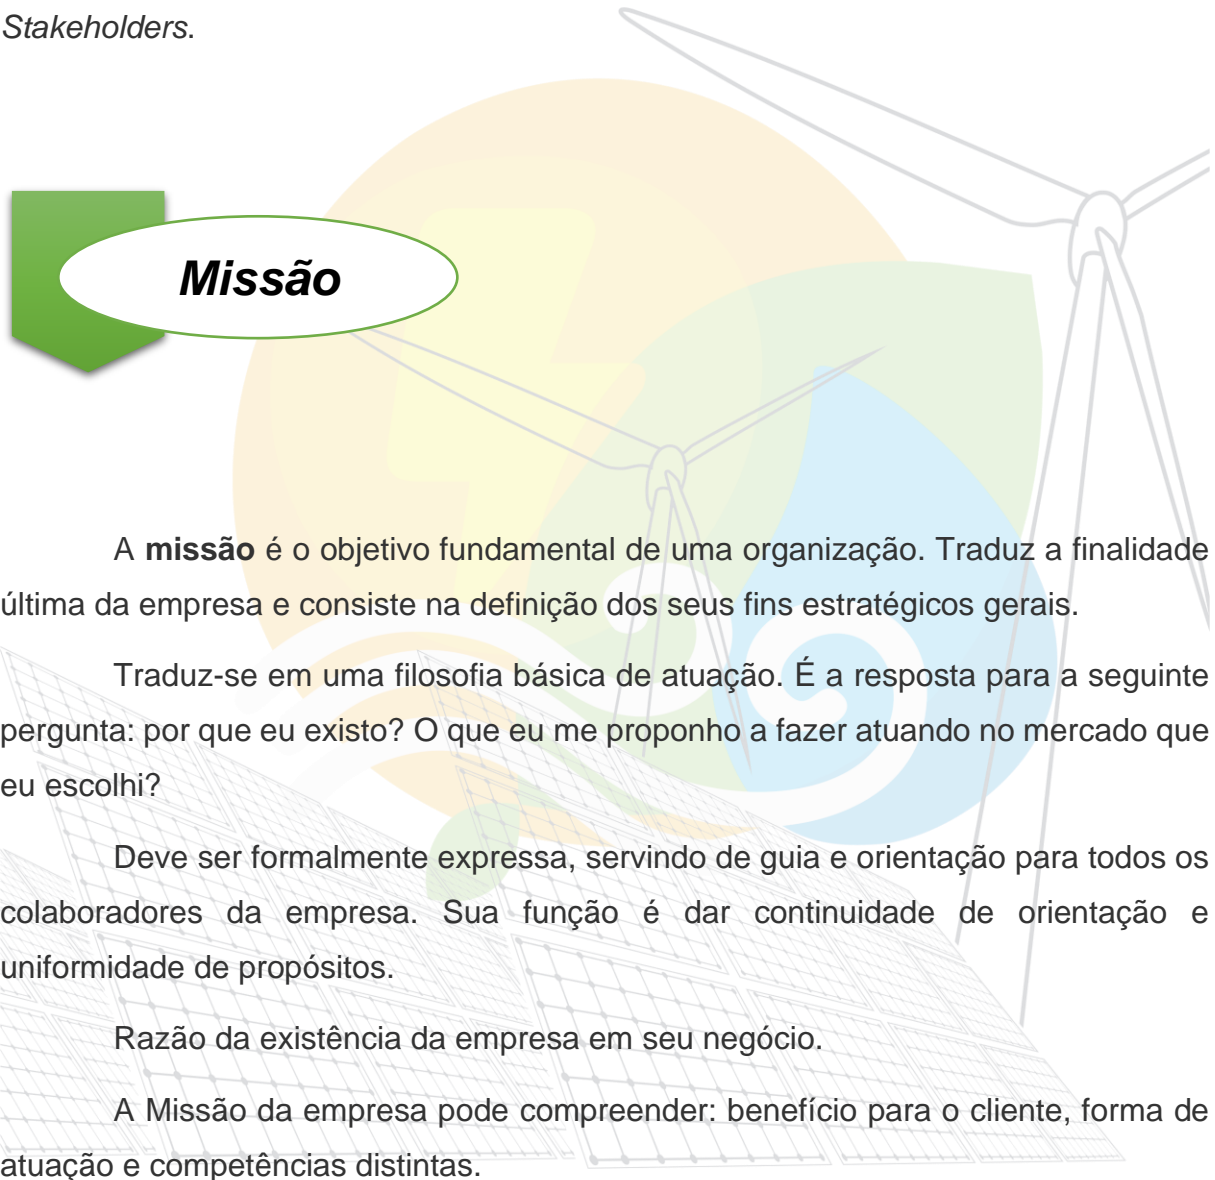 Stakeholders.
Missão
A missão é o objetivo fundamental de uma organização. Traduz a finalidade
última da empresa e consiste na definição dos seus fins estratégicos gerais.
Traduz-se em uma filosofia básica de atuação. É a resposta para a seguinte
pergunta: por que eu existo? O que eu me proponho a fazer atuando no mercado que
eu escolhi?
Deve ser formalmente expressa, servindo de guia e orientação para todos os
colaboradores da empresa. Sua função é dar continuidade de orientação e
uniformidade de propósitos.
Razão da existência da empresa em seu negócio.
A Missão da empresa pode compreender: benefício para o cliente, forma de
atuação e competências distintas.